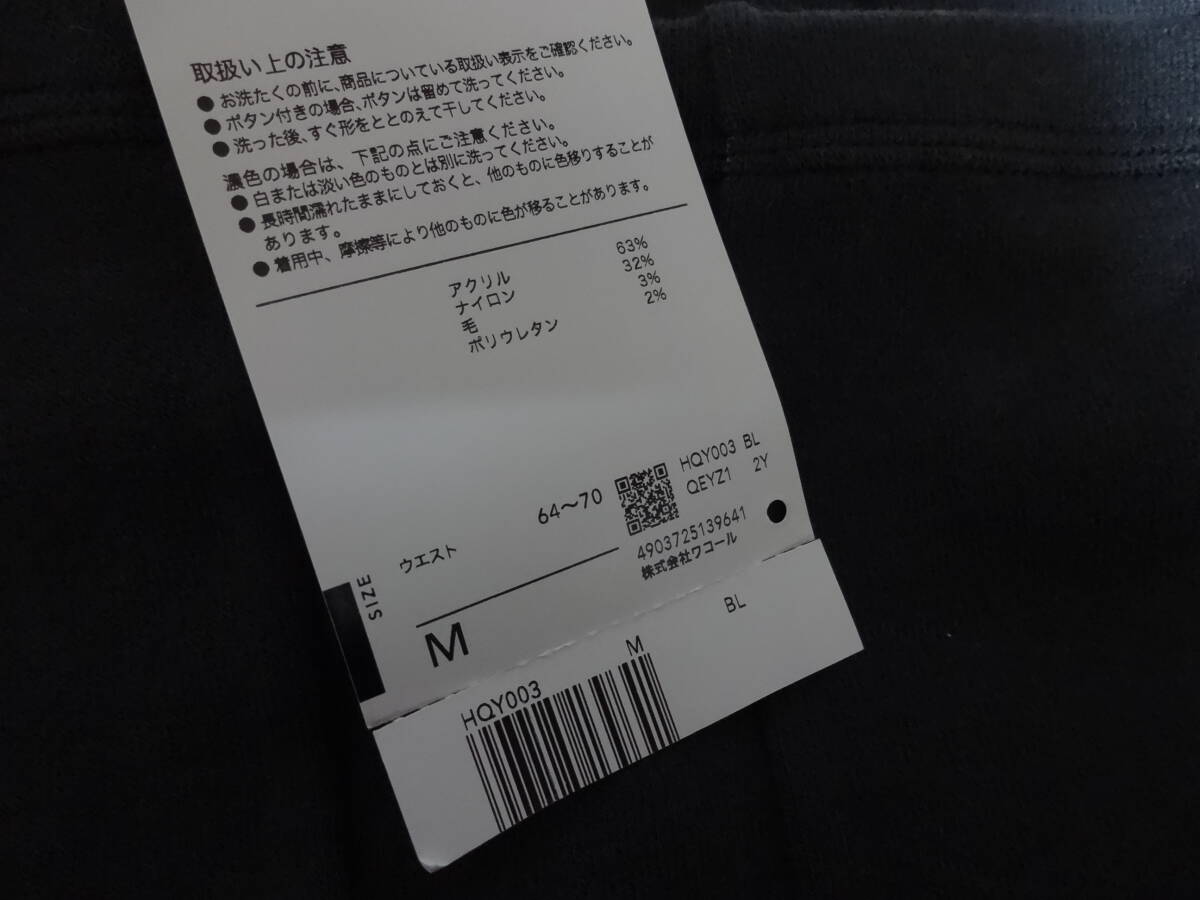 取扱い上の注意
● お洗たくの前に、商品についている取扱い表示をご確認ください。
● ボタン付きの場合、ボタンは留めて洗ってください。
● 洗った後、すぐ形をととのえて干してください。
濃色の場合は、下記の点にご注意ください。
● 白または淡い色のものとは別に洗ってください。
● 長時間濡れたままにしておくと、他のものに色移りすることが
あります。
● 着用中、摩擦等により他のものに色が移ることがあります。
アクリル 63%
ナイロン 32%
毛 3%
ポリウレタン 2%
HQY003 BL
QEYZ1 2Y
ウエスト 64〜70
4903725139641
株式会社ワコール
SIZE
M
BL
HQY003 M